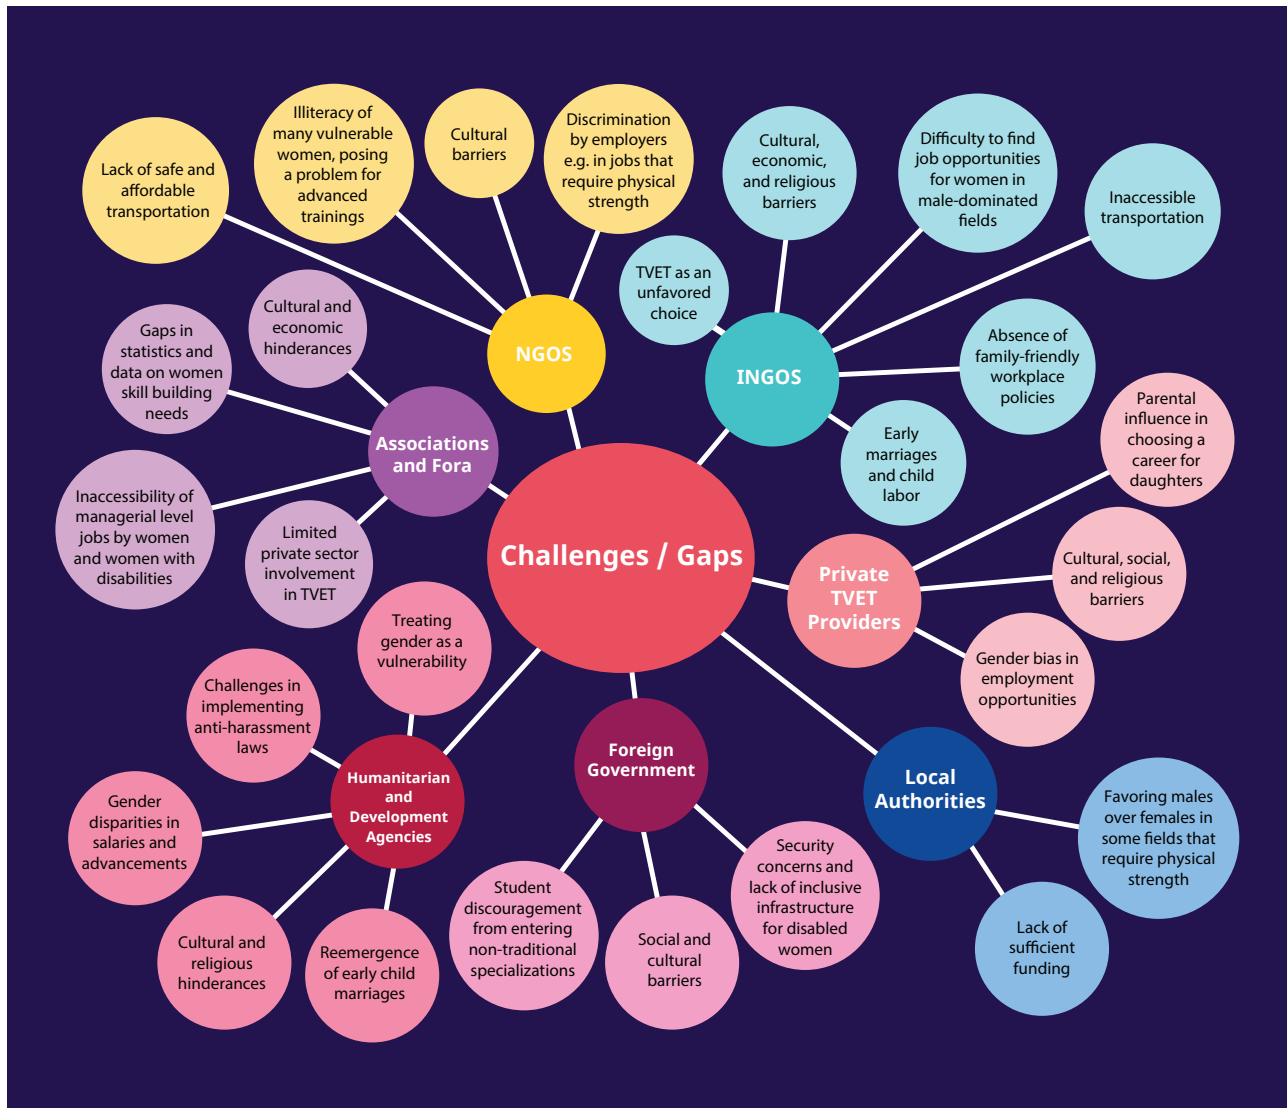 Lack of safe and
affordable
transportation
Illiteracy of
many vulnerable
women, posing
a problem for
advanced
trainings
Cultural
barriers
Discrimination
by employers
e.g. in jobs that
require physical
strength
NGOS
Cultural,
economic,
and religious
barriers
Difficulty to find
job opportunities
for women in
male-dominated
fields
Inaccessible
transportation
TVET as an
unfavored
choice
INGOS
Absence of
family-friendly
workplace
policies
Early
marriages
and child
labor
Cultural and
economic
hinderances
Gaps in
statistics and
data on women
skill building
needs
Associations
and Fora
Inaccessibility of
managerial level
jobs by women
and women with
disabilities
Limited
private sector
involvement
in TVET
Challenges / Gaps
Parental
influence in
choosing a
career for
daughters
Private
TVET
Providers
Cultural, social,
and religious
barriers
Gender bias in
employment
opportunities
Treating
gender as a
vulnerability
Challenges in
implementing
anti-harassment
laws
Humanitarian
and
Development
Agencies
Gender
disparities in
salaries and
advancements
Cultural and
religious
hinderances
Reemergence
of early child
marriages
Foreign
Government
Student
discouragement
from entering
non-traditional
specializations
Social and
cultural
barriers
Security
concerns and
lack of inclusive
infrastructure
for disabled
women
Local
Authorities
Favoring males
over females in
some fields that
require physical
strength
Lack of
sufficient
funding